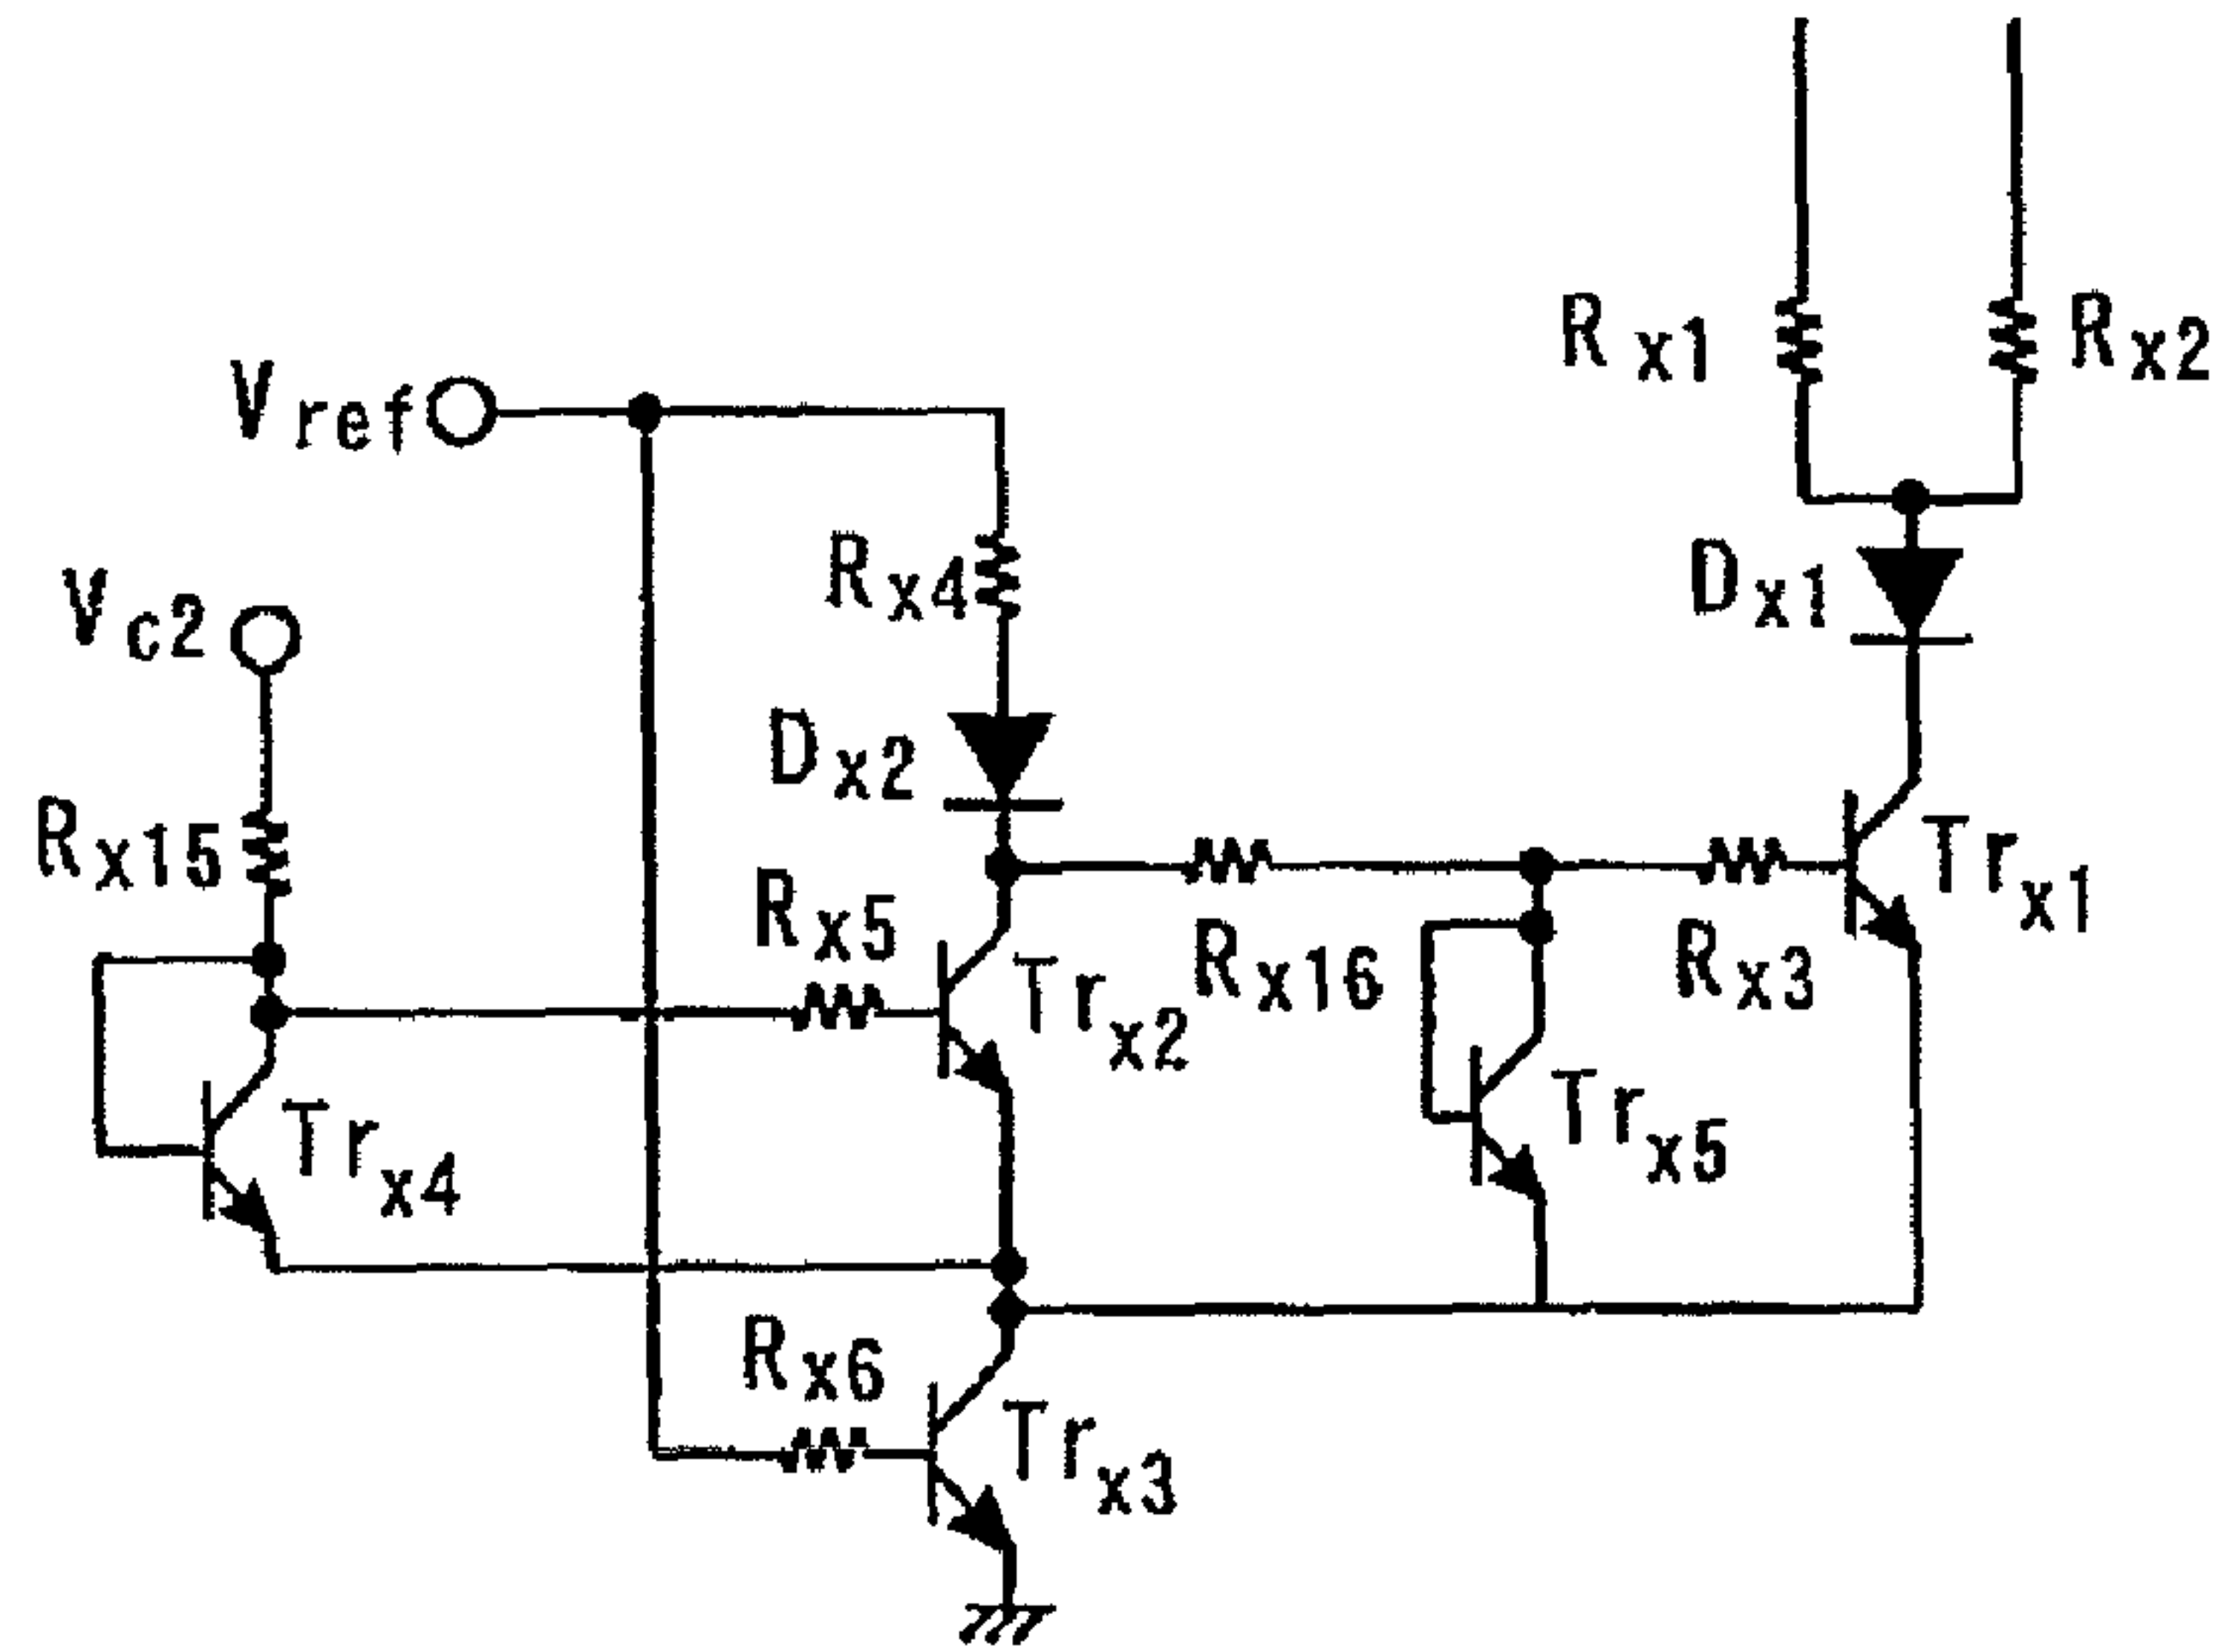 Rx1
Rx2
Vref
Rx4
Dx1
Vc2
Dx2
Rx15
Rx5
Trx1
Rx16
Rx3
Trx2
Trx5
Trx4
Rx6
Trx3